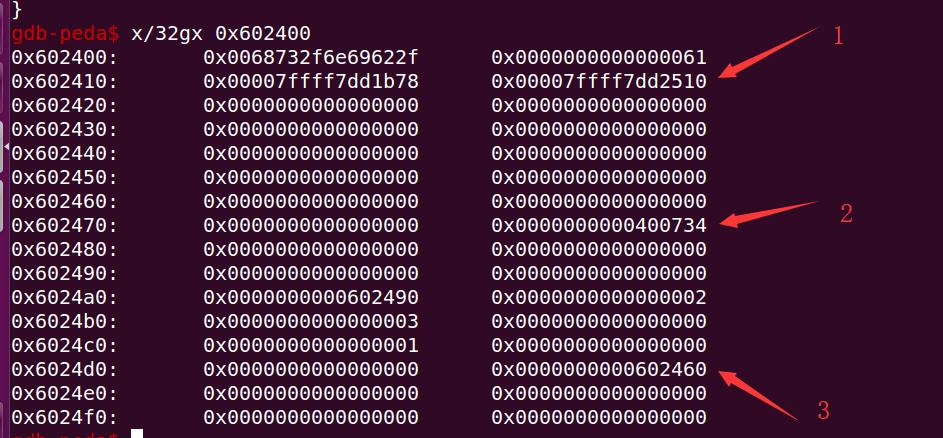 }
gdb-peda$ x/32gx 0x602400
0x602400: 0x0068732f6e69622f 0x0000000000000061
0x602410: 0x00007ffff7dd1b78 0x00007ffff7dd2510
0x602420: 0x0000000000000000 0x0000000000000000
0x602430: 0x0000000000000000 0x0000000000000000
0x602440: 0x0000000000000000 0x0000000000000000
0x602450: 0x0000000000000000 0x0000000000000000
0x602460: 0x0000000000000000 0x0000000000000000
0x602470: 0x0000000000000000 0x0000000000400734
0x602480: 0x0000000000000000 0x0000000000000000
0x602490: 0x0000000000000000 0x0000000000000000
0x6024a0: 0x0000000000602490 0x0000000000000002
0x6024b0: 0x0000000000000003 0x0000000000000000
0x6024c0: 0x0000000000000001 0x0000000000000000
0x6024d0: 0x0000000000000000 0x0000000000602460
0x6024e0: 0x0000000000000000 0x0000000000000000
0x6024f0: 0x0000000000000000 0x0000000000000000
gdb-peda$
1
2
3